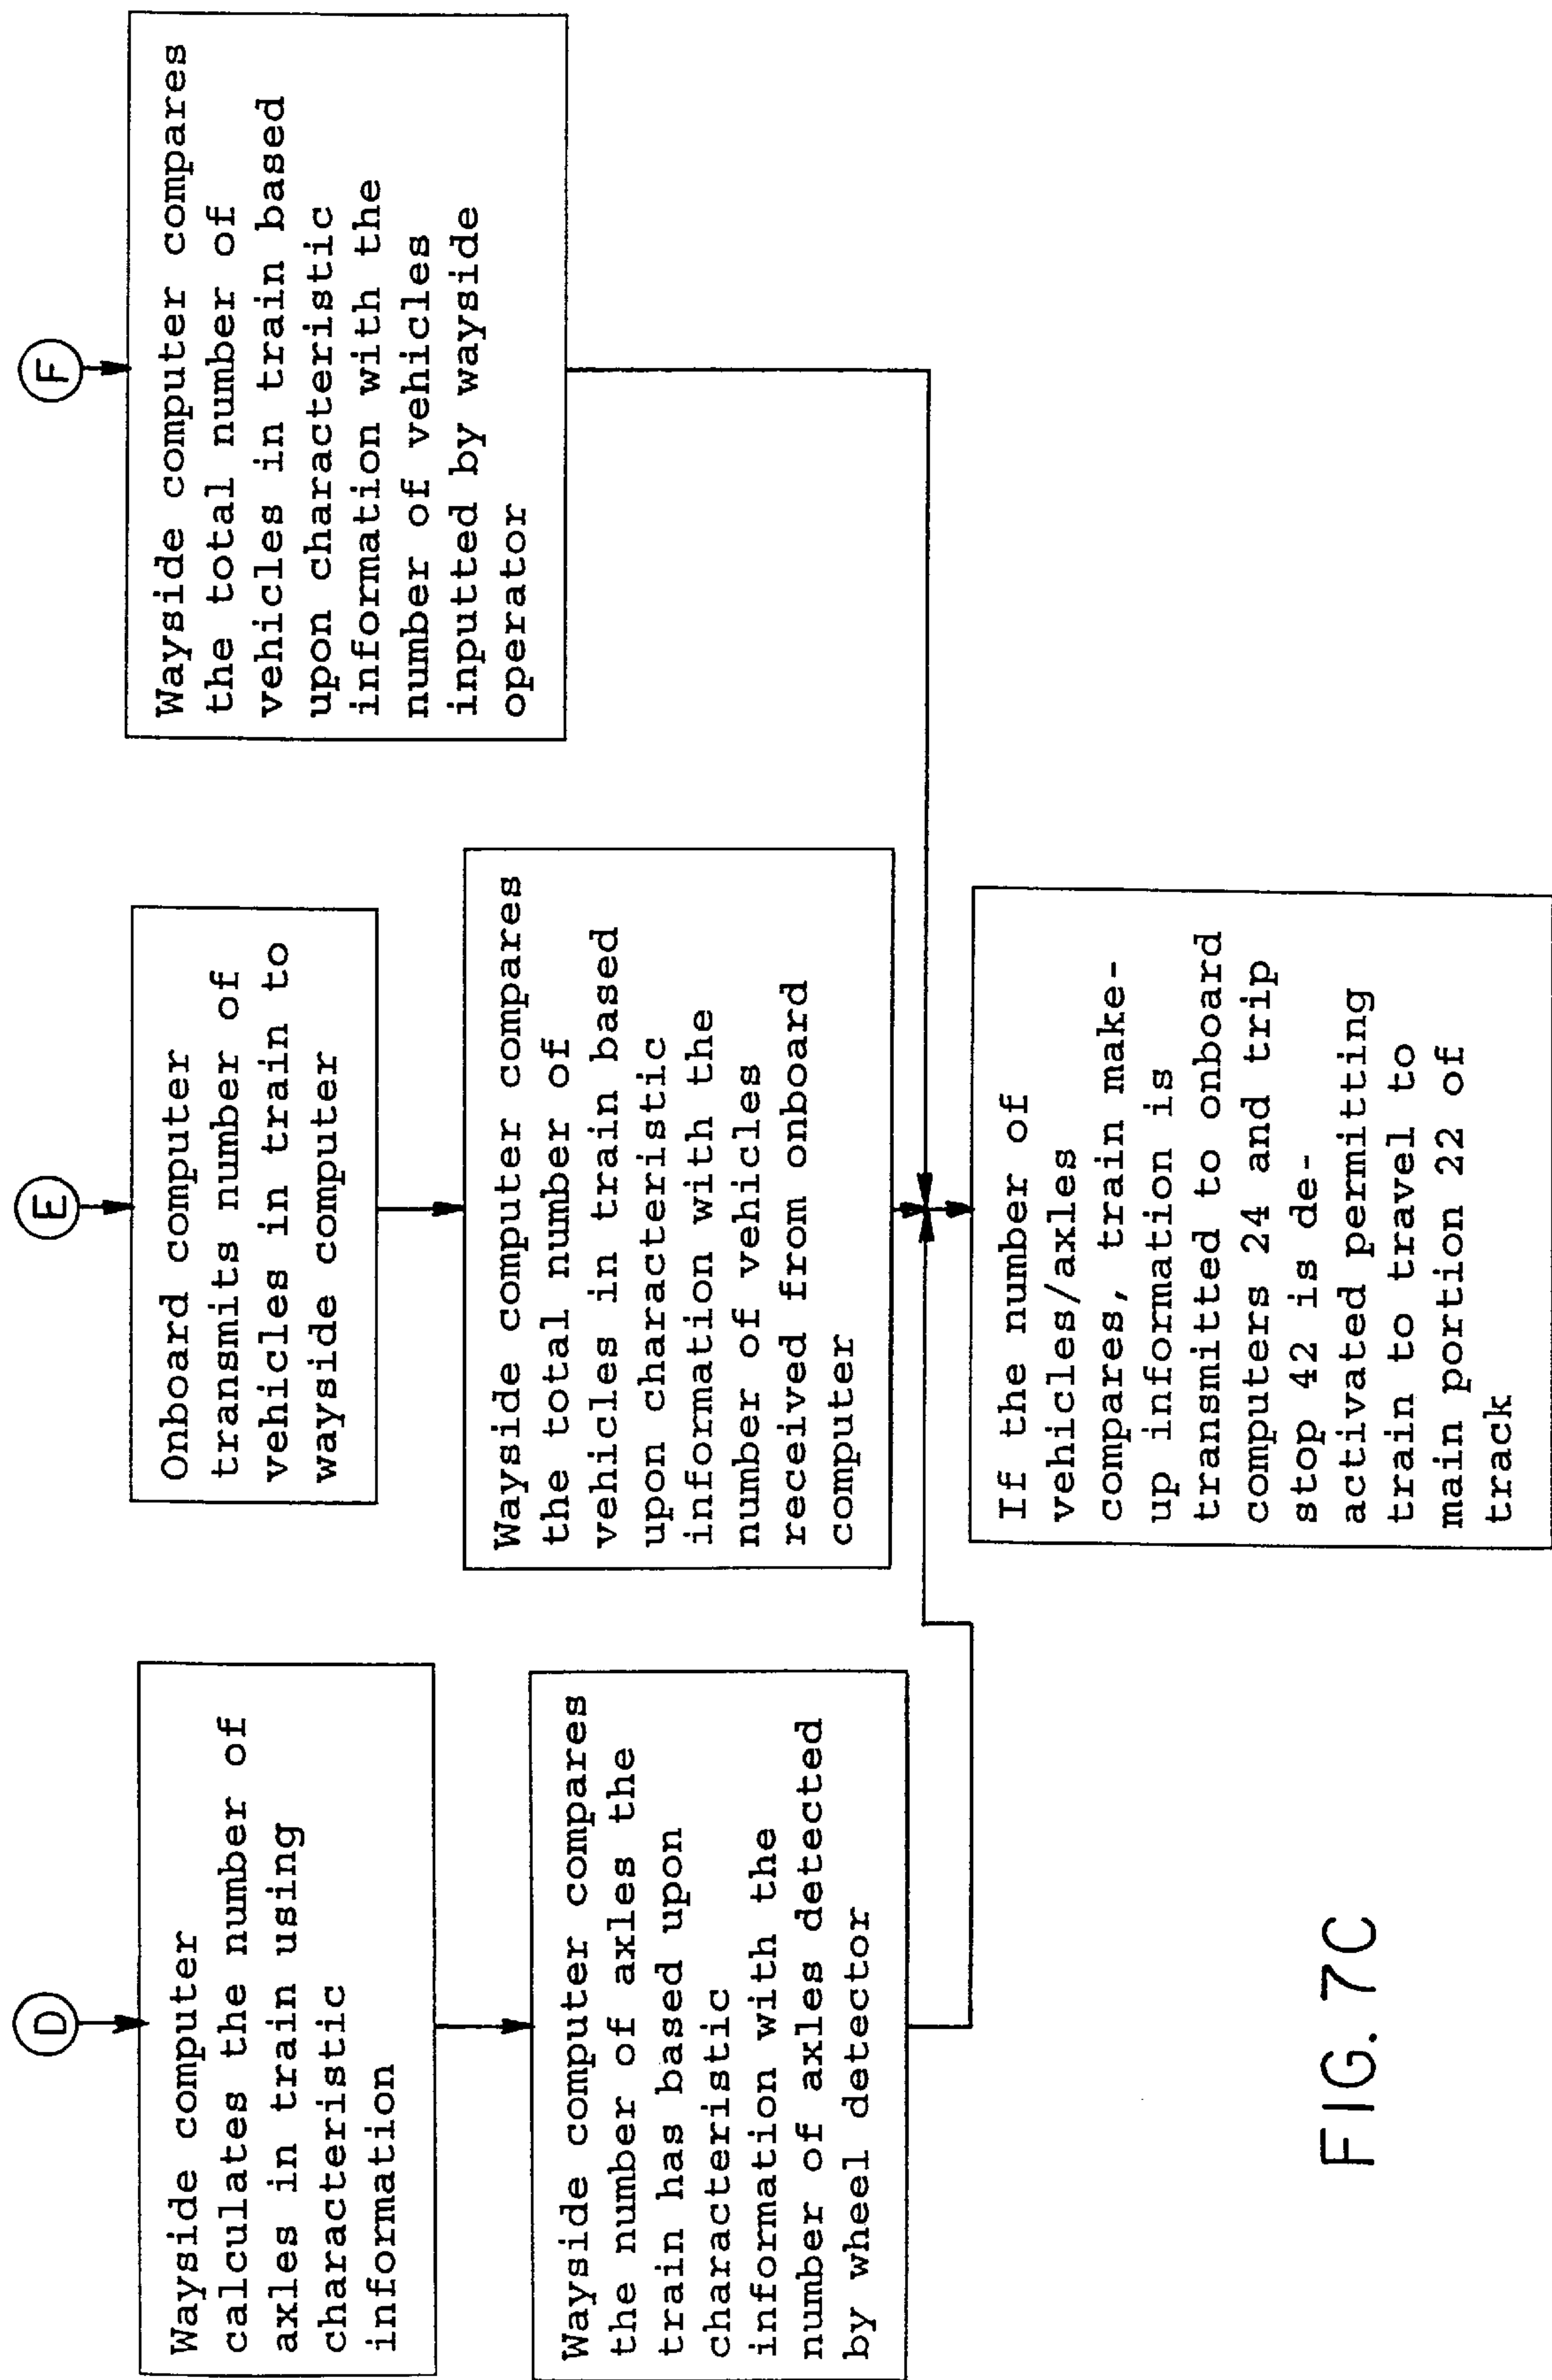 D
Wayside computer
calculates the number of
axles in train using
characteristic
information
Wayside computer compares
the number of axles the
train has based upon
characteristic
information with the
number of axles detected
by wheel detector
E
Onboard computer
transmits number of
vehicles in train to
wayside computer
Wayside computer compares
the total number of
vehicles in train based
upon characteristic
information with the
number of vehicles
received from onboard
computer
F
Wayside computer compares
the total number of
vehicles in train based
upon characteristic
information with the
number of vehicles
inputted by wayside
operator
If the number of
vehicles/axles
compares, train make-
up information is
transmitted to onboard
computers 24 and trip
stop 42 is de-
activated permitting
train to travel to
main portion 22 of
track
FIG. 7C